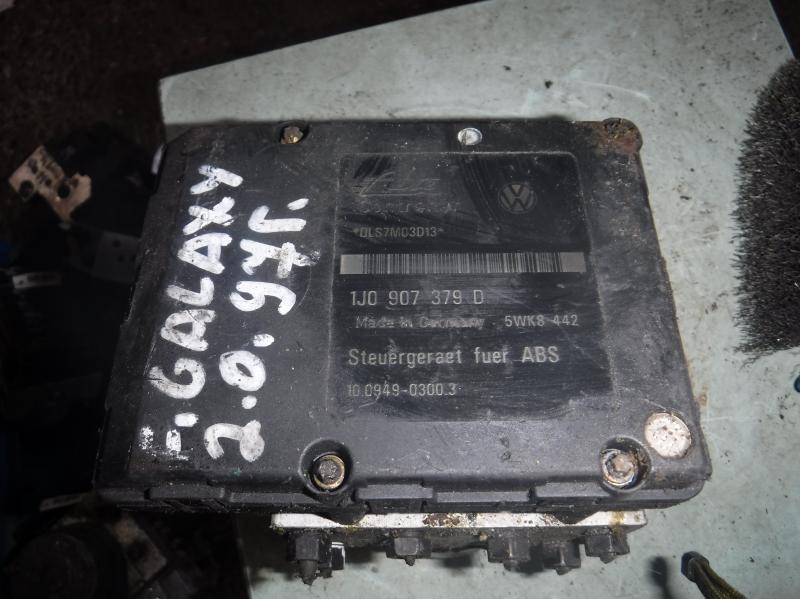 F. GALAXY
2.0. 97г.
*DLS7M03D13*
1J0 907 379 D
Made in Germany 5WK8 442
Steuergeraet fuer ABS
10.0949-0300.3